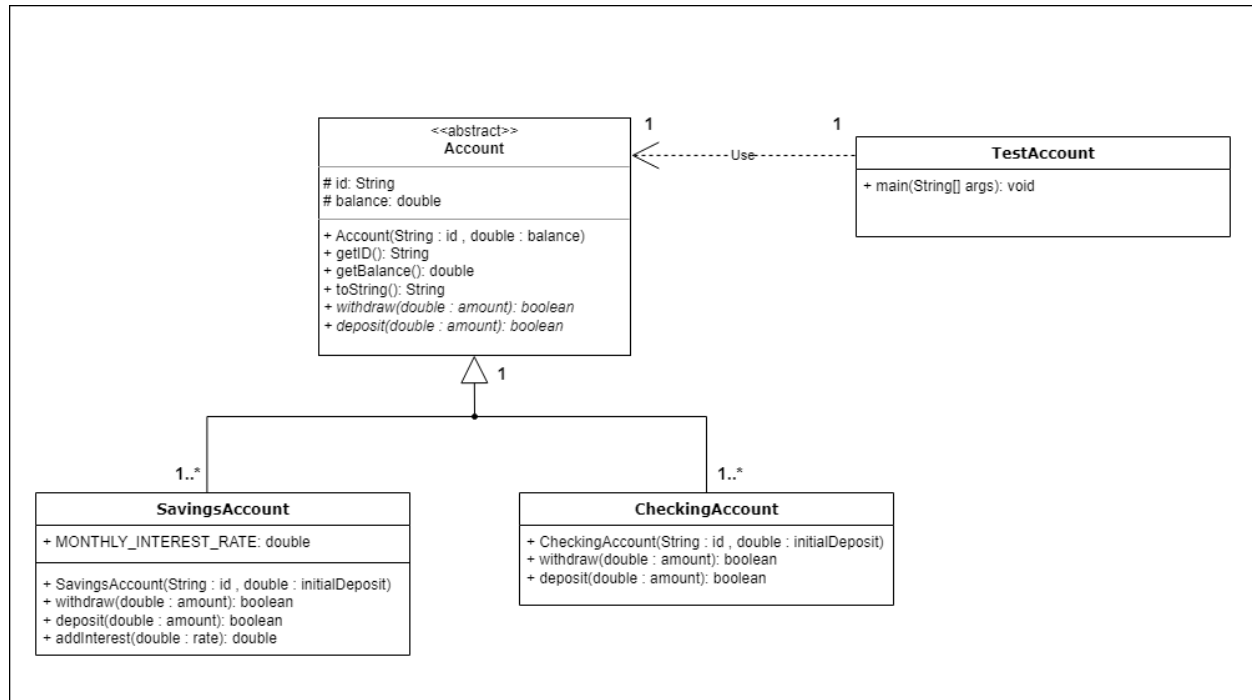 <<abstract>>
Account
# id: String
# balance: double
+ Account(String : id , double : balance)
+ getID(): String
+ getBalance(): double
+ toString(): String
+ withdraw(double : amount): boolean
+ deposit(double : amount): boolean
1
Use
1
TestAccount
+ main(String[] args): void
1
1..*
1..*
SavingsAccount
+ MONTHLY_INTEREST_RATE: double
+ SavingsAccount(String : id , double : initialDeposit)
+ withdraw(double : amount): boolean
+ deposit(double : amount): boolean
+ addInterest(double : rate): double
CheckingAccount
+ CheckingAccount(String : id , double : initialDeposit)
+ withdraw(double : amount): boolean
+ deposit(double : amount): boolean